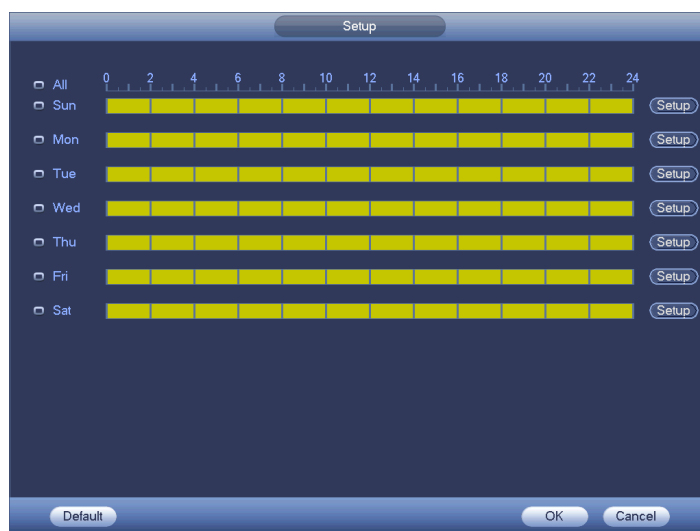 Setup
All 0 2 4 6 8 10 12 14 16 18 20 22 24
Sun Setup
Mon Setup
Tue Setup
Wed Setup
Thu Setup
Fri Setup
Sat Setup
Default OK Cancel